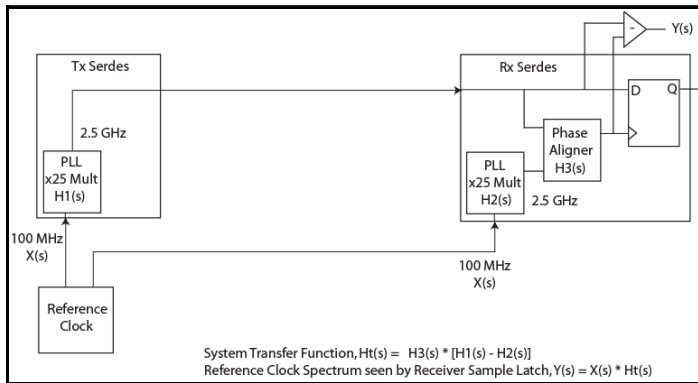 Y(s)
-
Tx Serdes
Rx Serdes
D
Q
2.5 GHz
PLL
x25 Mult
H1(s)
Phase
Aligner
H3(s)
PLL
x25 Mult
H2(s)
2.5 GHz
100 MHz
X(s)
100 MHz
X(s)
Reference
Clock
System Transfer Function, Ht(s) = H3(s) * [H1(s) - H2(s)]
Reference Clock Spectrum seen by Receiver Sample Latch, Y(s) = X(s) * Ht(s)